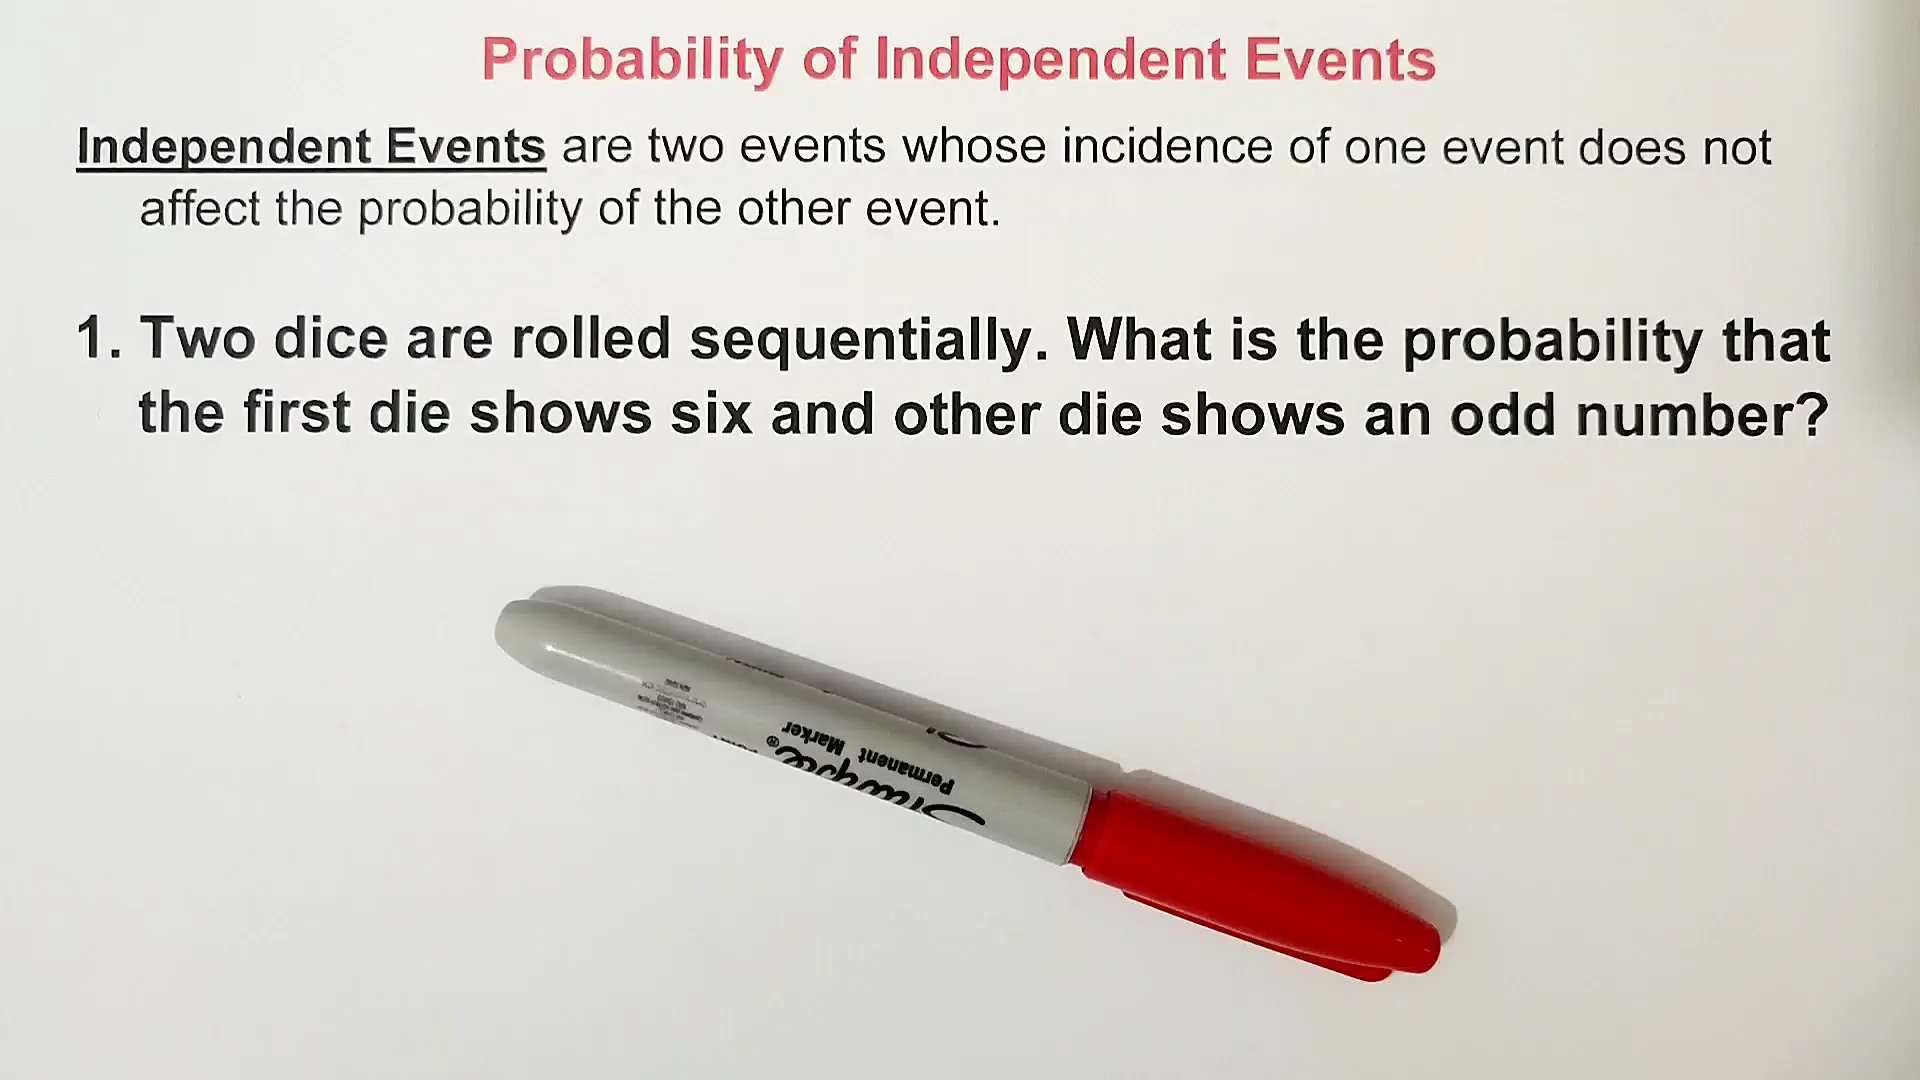 Probability of Independent Events
Independent Events are two events whose incidence of one event does not
affect the probability of the other event.
1. Two dice are rolled sequentially. What is the probability that
the first die shows six and other die shows an odd number?
Sharpie®
Permanent Marker